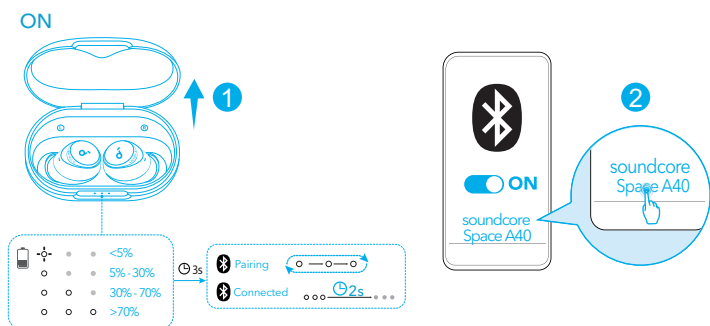 ON
1
L R
<5%
5% - 30%
30% - 70%
>70%
3s
Pairing
Connected
2s
2
ON
soundcore
Space A40
soundcore
Space A40